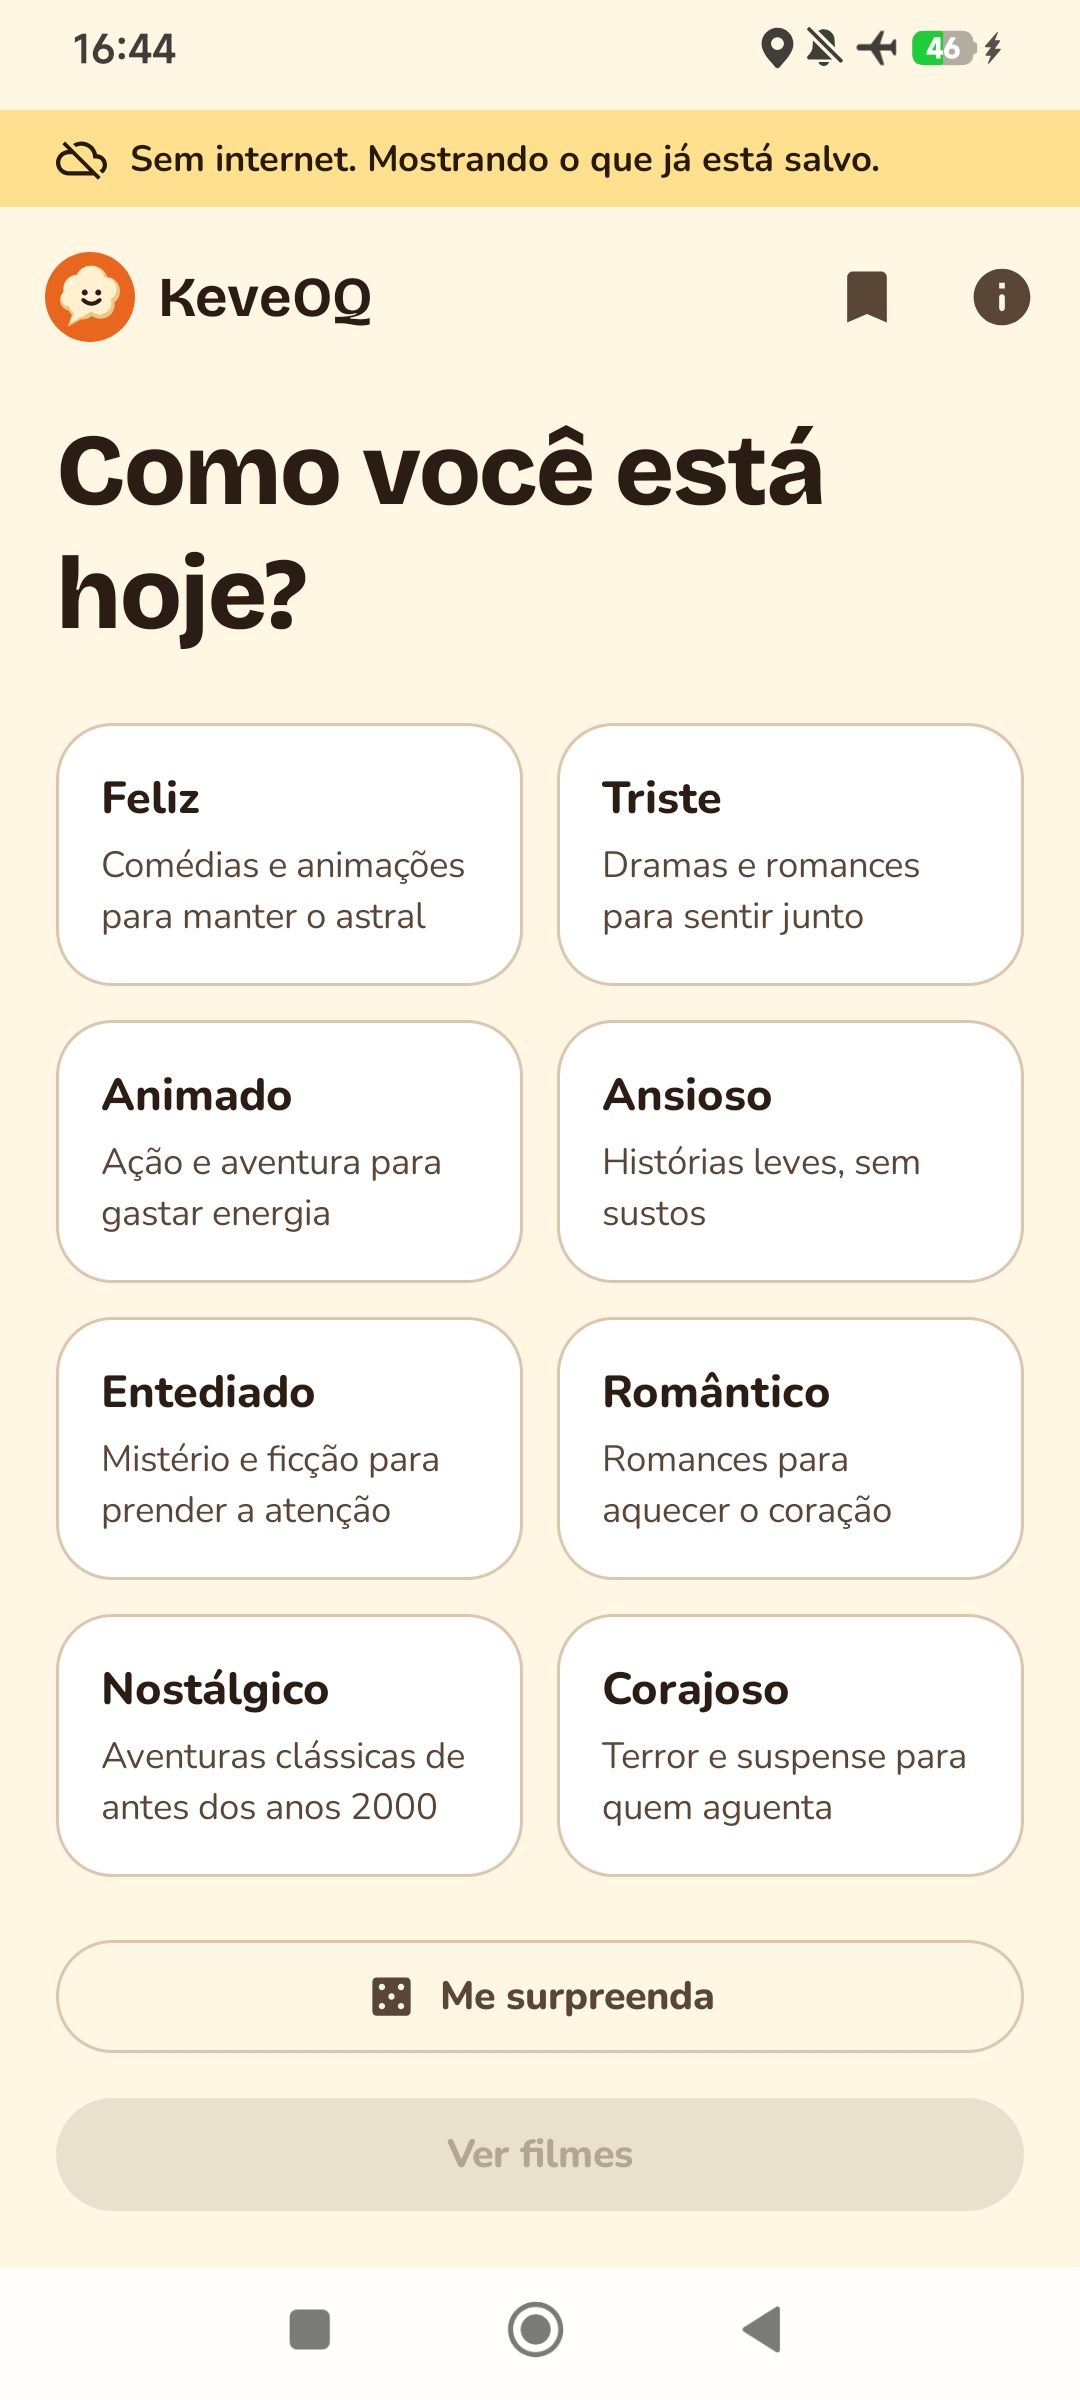 16:44
46
Sem internet. Mostrando o que já está salvo.
KeveOQ
Como você está
hoje?
Feliz
Comédias e animações
para manter o astral
Triste
Dramas e romances
para sentir junto
Animado
Ação e aventura para
gastar energia
Ansioso
Histórias leves, sem
sustos
Entediado
Mistério e ficção para
prender a atenção
Romântico
Romances para
aquecer o coração
Nostálgico
Aventuras clássicas de
antes dos anos 2000
Corajoso
Terror e suspense para
quem aguenta
Me surpreenda
Ver filmes